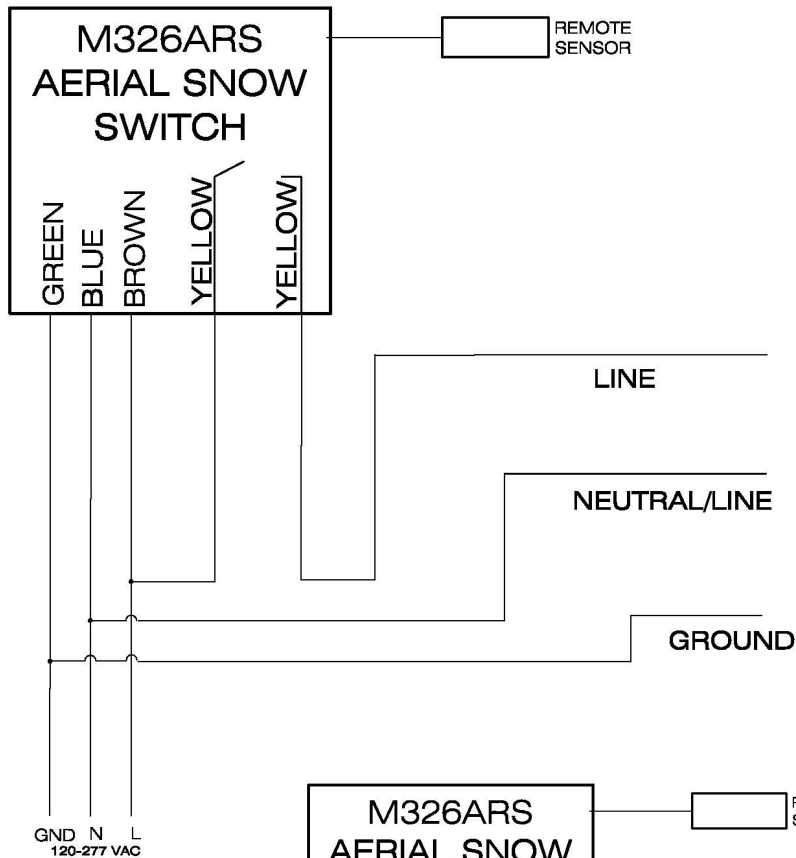 M326ARS
AERIAL SNOW
SWITCH
REMOTE
SENSOR
GREEN
BLUE
BROWN
YELLOW
YELLOW
LINE
NEUTRAL/LINE
GROUND
GND N L
120-277 VAC
M326ARS
AERIAL SNOW